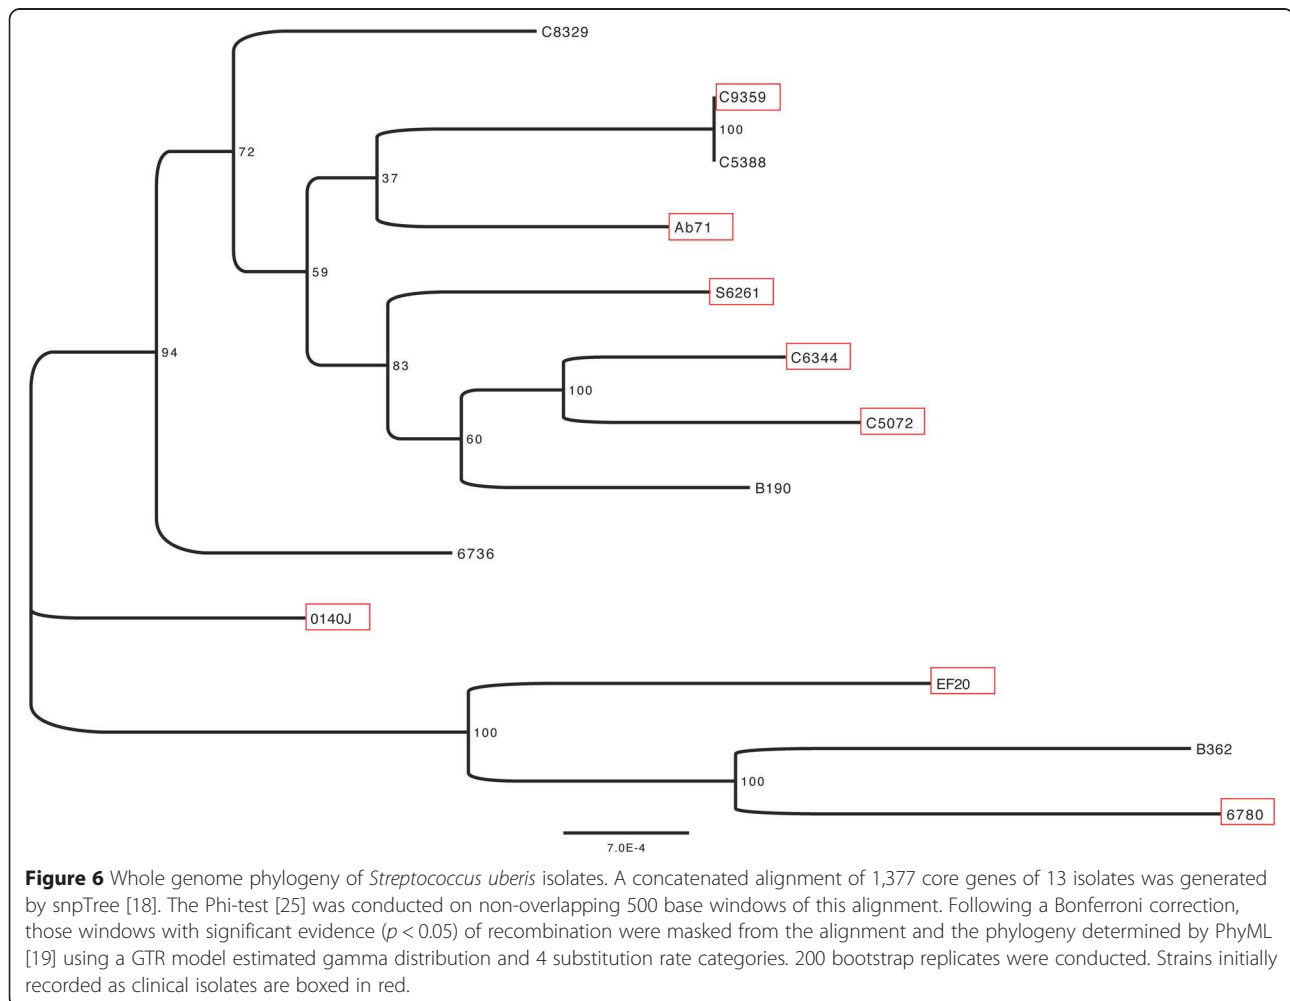 C8329
C9359
100
C5388
72
37
Ab71
59
S6261
94
83
C6344
100
C5072
60
B190
6736
0140J
EF20
100
B362
100
6780
7.0E-4
Figure 6 Whole genome phylogeny of Streptococcus uberis isolates. A concatenated alignment of 1,377 core genes of 13 isolates was generated
by snpTree [18]. The Phi-test [25] was conducted on non-overlapping 500 base windows of this alignment. Following a Bonferroni correction,
those windows with significant evidence (p < 0.05) of recombination were masked from the alignment and the phylogeny determined by PhyML
[19] using a GTR model estimated gamma distribution and 4 substitution rate categories. 200 bootstrap replicates were conducted. Strains initially
recorded as clinical isolates are boxed in red.